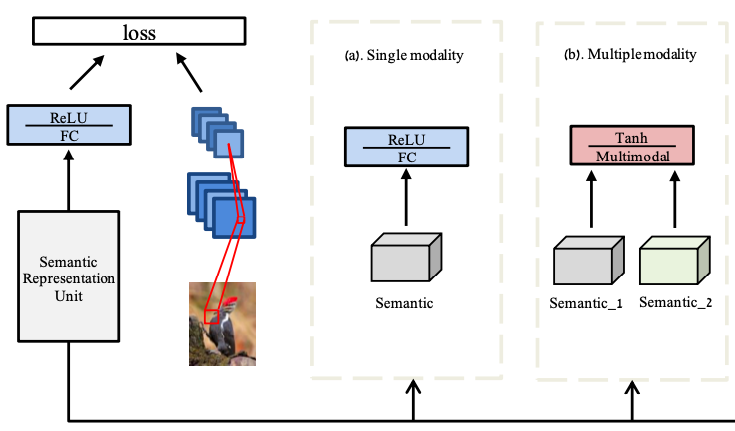 loss
ReLU
FC
Semantic
Representation
Unit
(a). Single modality
ReLU
FC
Semantic
(b). Multiple modality
Tanh
Multimodal
Semantic_1
Semantic_2